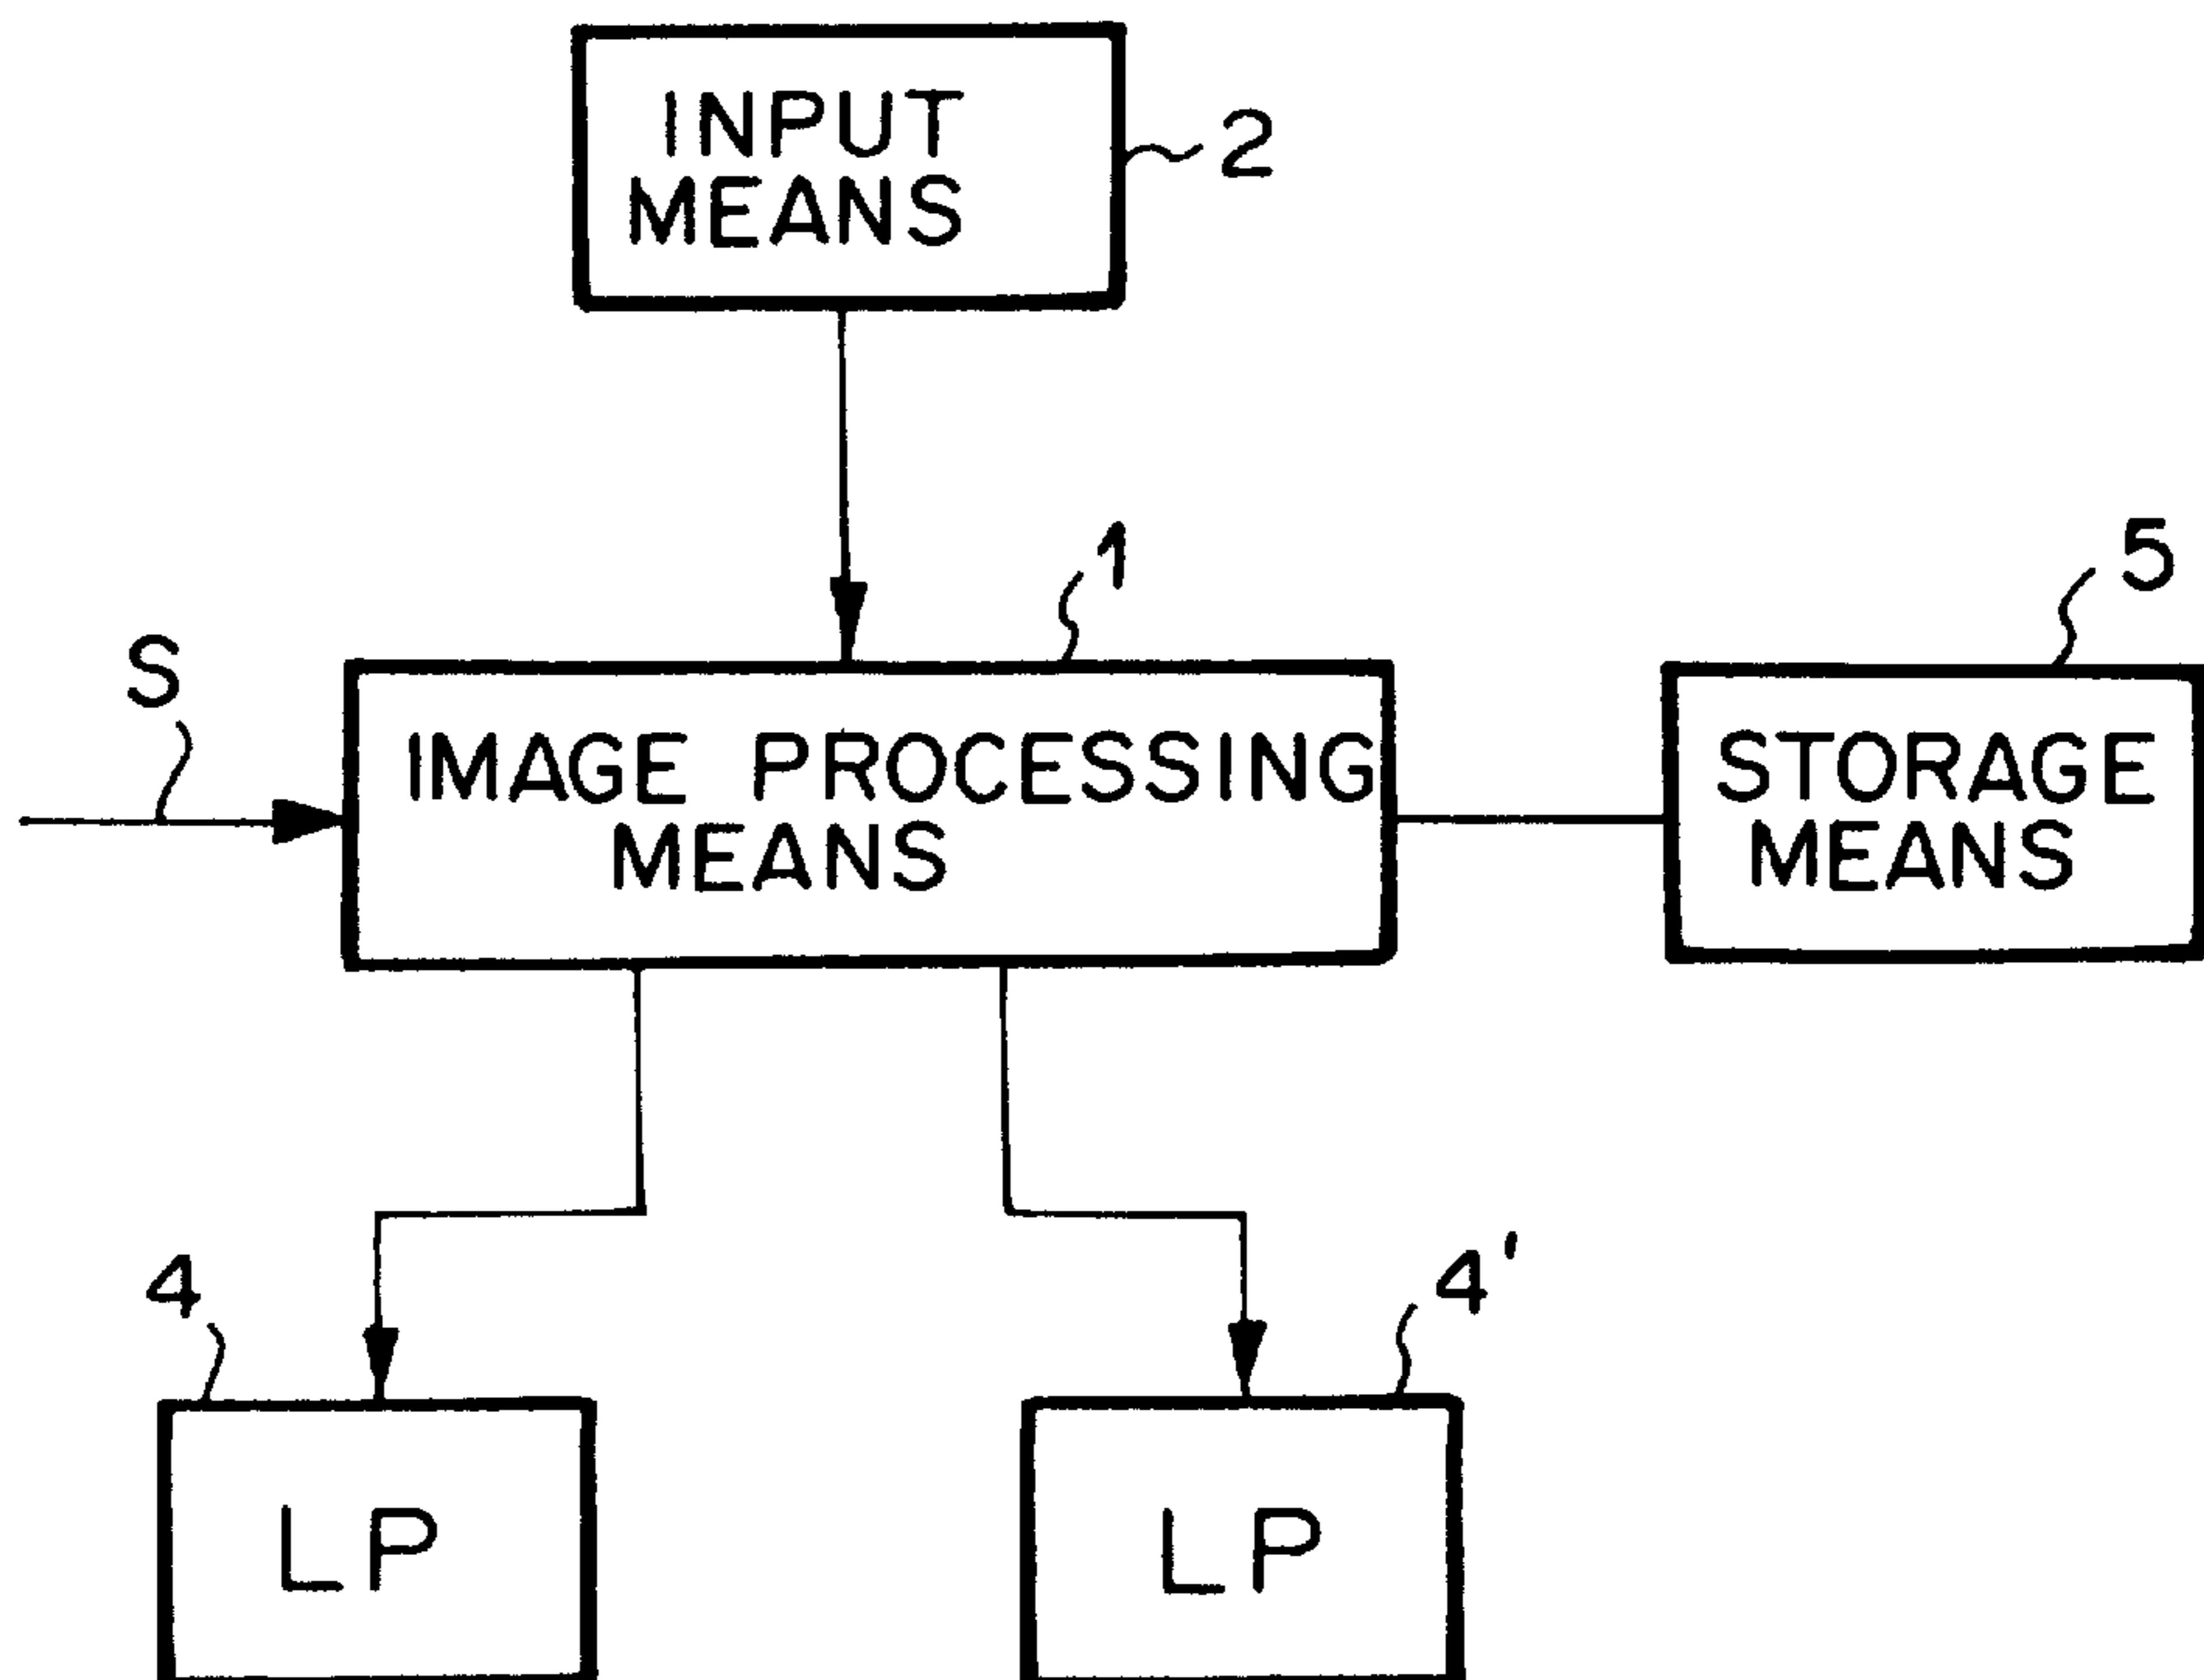 INPUT
MEANS
2
1
5
S
IMAGE PROCESSING
MEANS
STORAGE
MEANS
4
4'
LP
LP